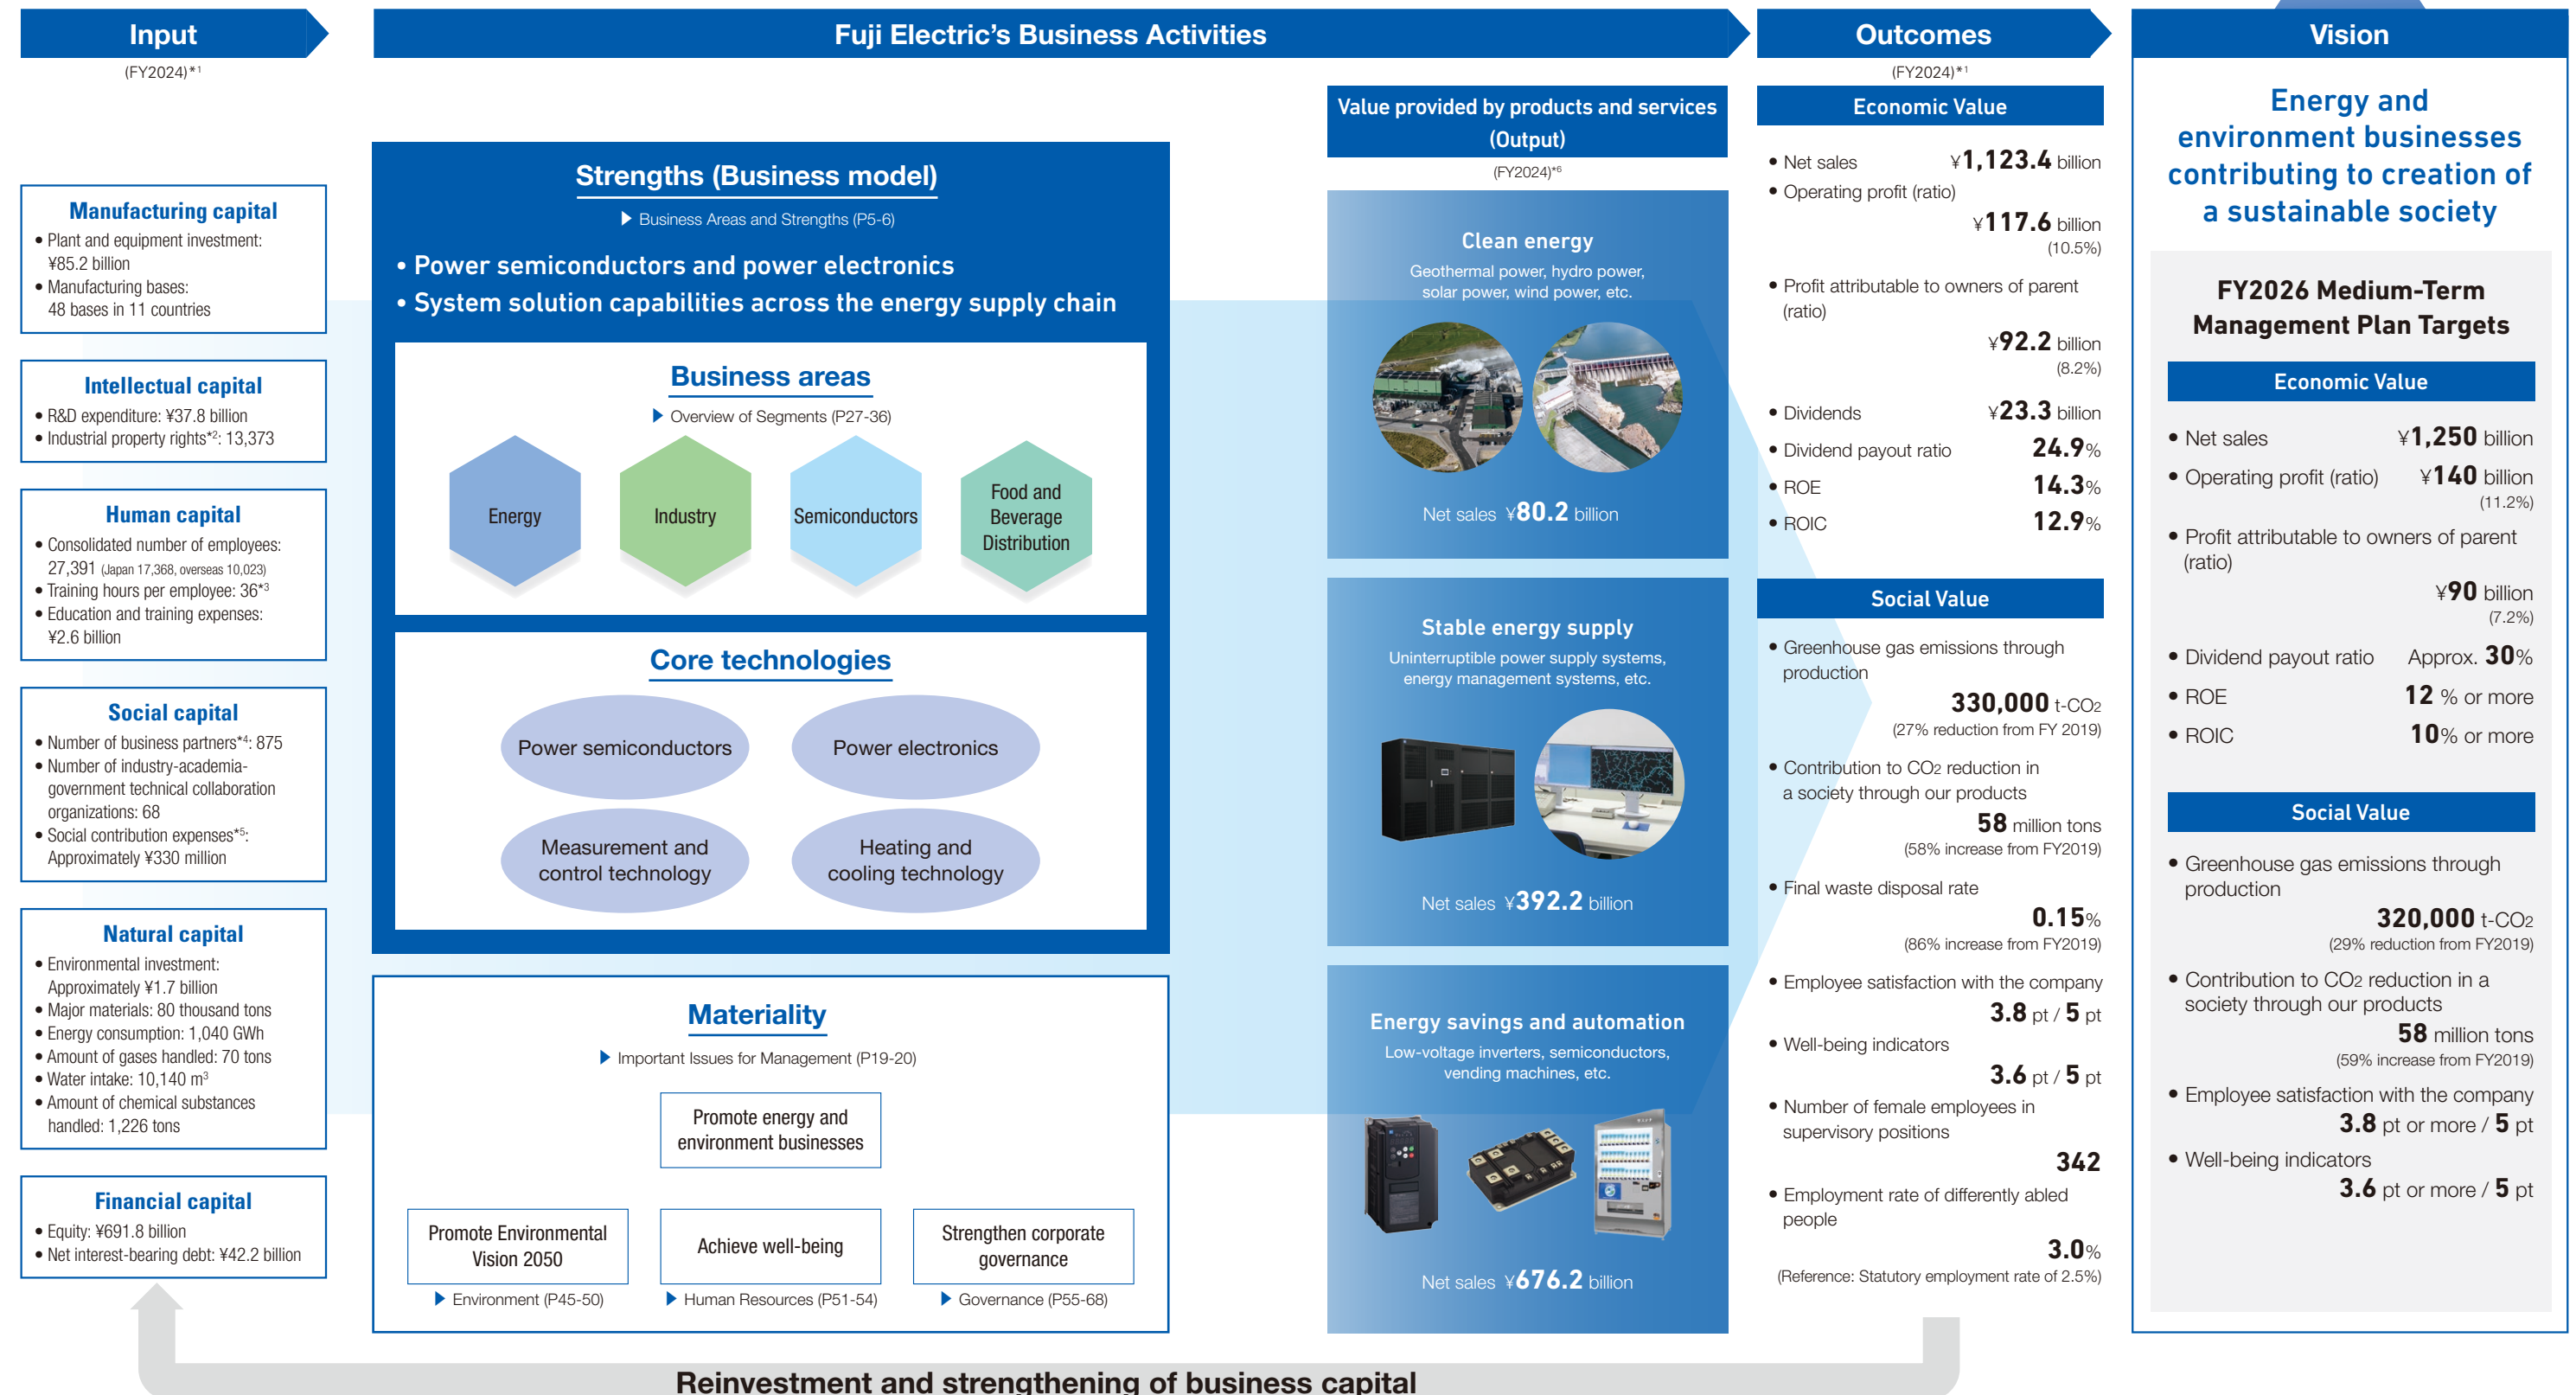 Input
(FY2024)*1
Manufacturing capital
• Plant and equipment investment:
¥85.2 billion
• Manufacturing bases:
48 bases in 11 countries
Intellectual capital
• R&D expenditure: ¥37.8 billion
• Industrial property rights*2: 13,373
Human capital
• Consolidated number of employees:
27,391 (Japan 17,368, overseas 10,023)
• Training hours per employee: 36*3
• Education and training expenses:
¥2.6 billion
Social capital
• Number of business partners*4: 875
• Number of industry-academia-
government technical collaboration
organizations: 68
• Social contribution expenses*5:
Approximately ¥330 million
Natural capital
• Environmental investment:
Approximately ¥1.7 billion
• Major materials: 80 thousand tons
• Energy consumption: 1,040 GWh
• Amount of gases handled: 70 tons
• Water intake: 10,140 m3
• Amount of chemical substances
handled: 1,226 tons
Financial capital
• Equity: ¥691.8 billion
• Net interest-bearing debt: ¥42.2 billion
Fuji Electric's Business Activities
Strengths (Business model)
▶ Business Areas and Strengths (P5-6)
• Power semiconductors and power electronics
• System solution capabilities across the energy supply chain
Business areas
▶ Overview of Segments (P27-36)
Energy
Industry
Semiconductors
Food and
Beverage
Distribution
Core technologies
Power semiconductors
Power electronics
Measurement and
control technology
Heating and
cooling technology
Materiality
▶ Important Issues for Management (P19-20)
Promote energy and
environment businesses
Promote Environmental
Vision 2050
▶ Environment (P45-50)
Achieve well-being
▶ Human Resources (P51-54)
Strengthen corporate
governance
▶ Governance (P55-68)
Value provided by products and services
(Output)
(FY2024)*6
Clean energy
Geothermal power, hydro power,
solar power, wind power, etc.
Net sales ¥80.2 billion
Stable energy supply
Uninterruptible power supply systems,
energy management systems, etc.
Net sales ¥392.2 billion
Energy savings and automation
Low-voltage inverters, semiconductors,
vending machines, etc.
Net sales ¥676.2 billion
Outcomes
(FY2024)*1
Economic Value
• Net sales ¥1,123.4 billion
• Operating profit (ratio)
¥117.6 billion
(10.5%)
• Profit attributable to owners of parent
(ratio)
¥92.2 billion
(8.2%)
• Dividends ¥23.3 billion
• Dividend payout ratio 24.9%
• ROE 14.3%
• ROIC 12.9%
Social Value
• Greenhouse gas emissions through
production
330,000 t-CO2
(27% reduction from FY 2019)
• Contribution to CO2 reduction in
a society through our products
58 million tons
(58% increase from FY2019)
• Final waste disposal rate
0.15%
(86% increase from FY2019)
• Employee satisfaction with the company
3.8 pt / 5 pt
• Well-being indicators
3.6 pt / 5 pt
• Number of female employees in
supervisory positions
342
• Employment rate of differently abled
people
3.0%
(Reference: Statutory employment rate of 2.5%)
Vision
Energy and
environment businesses
contributing to creation of
a sustainable society
FY2026 Medium-Term
Management Plan Targets
Economic Value
• Net sales ¥1,250 billion
• Operating profit (ratio) ¥140 billion
(11.2%)
• Profit attributable to owners of parent
(ratio)
¥90 billion
(7.2%)
• Dividend payout ratio Approx. 30%
• ROE 12 % or more
• ROIC 10% or more
Social Value
• Greenhouse gas emissions through
production
320,000 t-CO2
(29% reduction from FY2019)
• Contribution to CO2 reduction in a
society through our products
58 million tons
(59% increase from FY2019)
• Employee satisfaction with the company
3.8 pt or more / 5 pt
• Well-being indicators
3.6 pt or more / 5 pt
Reinvestment and strengthening of business capital